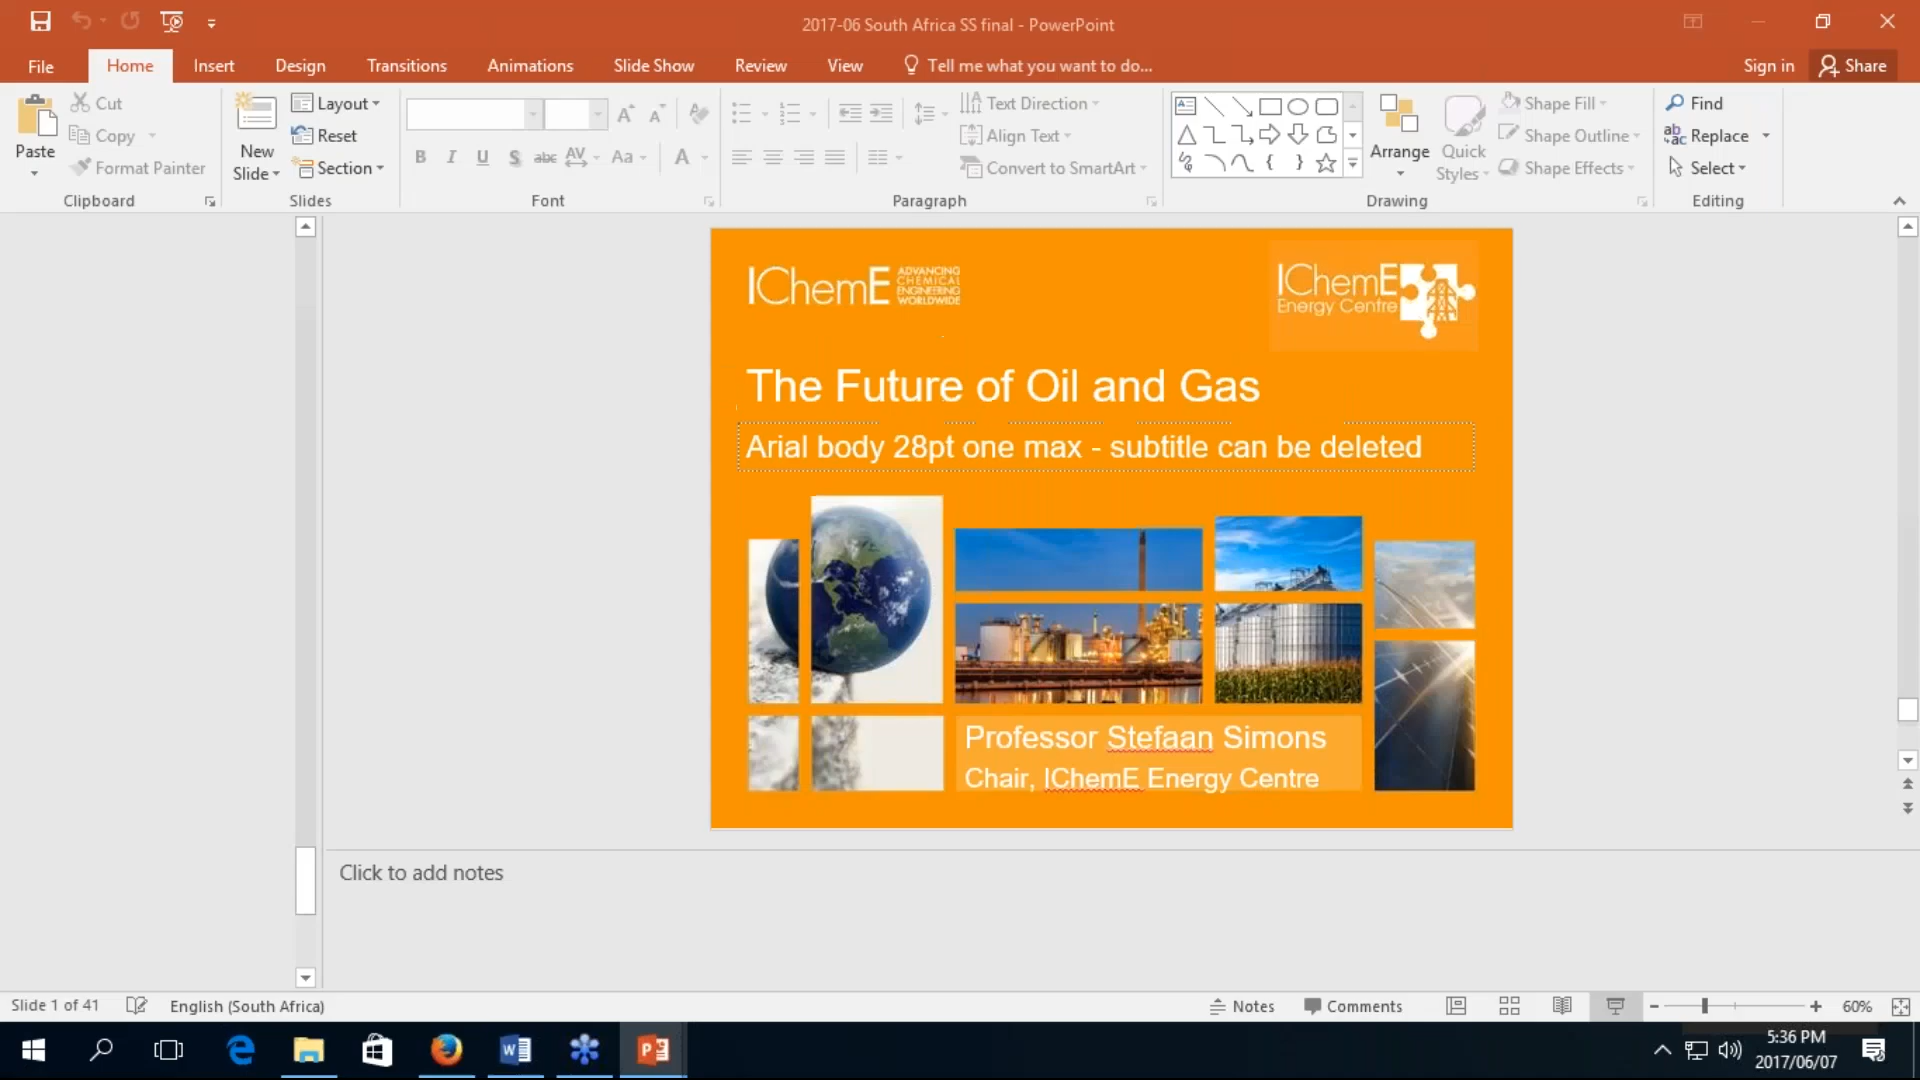 2017-06 South Africa SS final - PowerPoint
File Home Insert Design Transitions Animations Slide Show Review View Tell me what you want to do... Sign in Share
Paste
Cut
Copy
Format Painter
Clipboard
New Slide
Layout
Reset
Section
Slides
B I U S abc AV Aa A
Font
Text Direction
Align Text
Convert to SmartArt
Paragraph
Arrange
Quick Styles
Shape Fill
Shape Outline
Shape Effects
Drawing
Find
Replace
Select
Editing
IChemE ADVANCING
CHEMICAL
ENGINEERING
WORLDWIDE
IChemE
Energy Centre
The Future of Oil and Gas
Arial body 28pt one max - subtitle can be deleted
Professor Stefaan Simons
Chair, IChemE Energy Centre
Click to add notes
Slide 1 of 41 English (South Africa) Notes Comments 60%
5:36 PM
2017/06/07